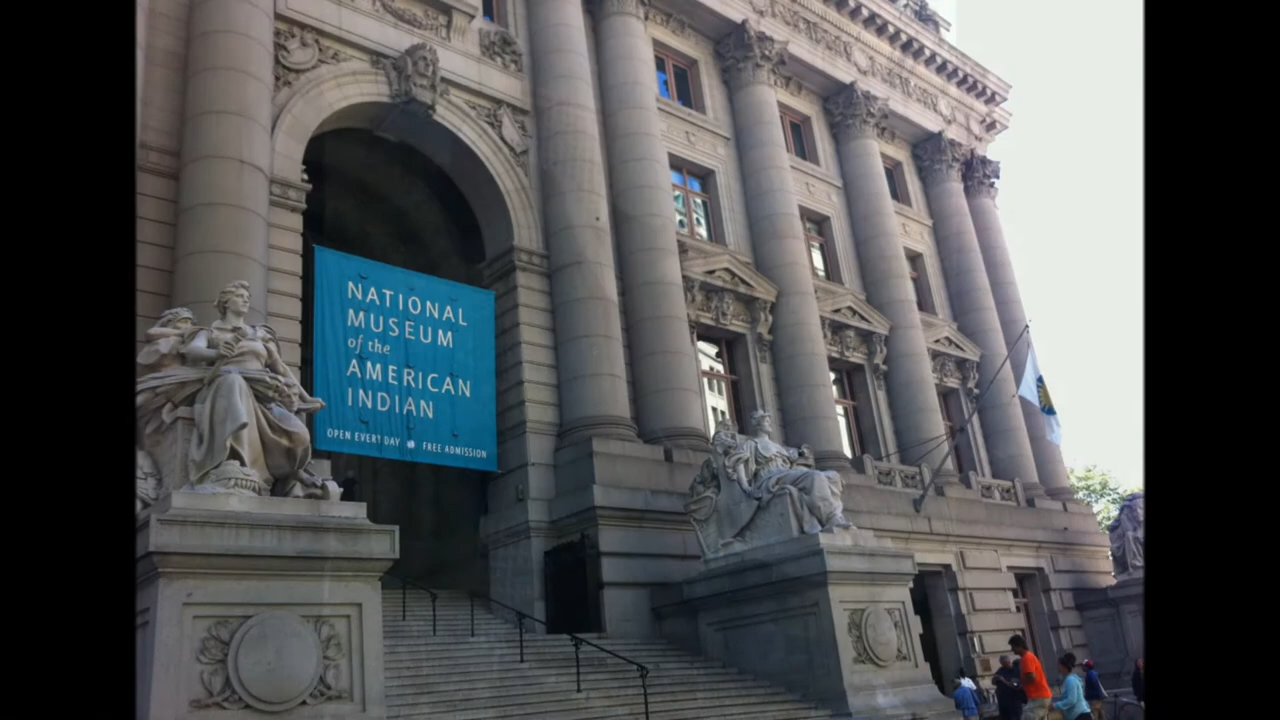 NATIONAL
MUSEUM
of the
AMERICAN
INDIAN
OPEN EVERY DAY FREE ADMISSION